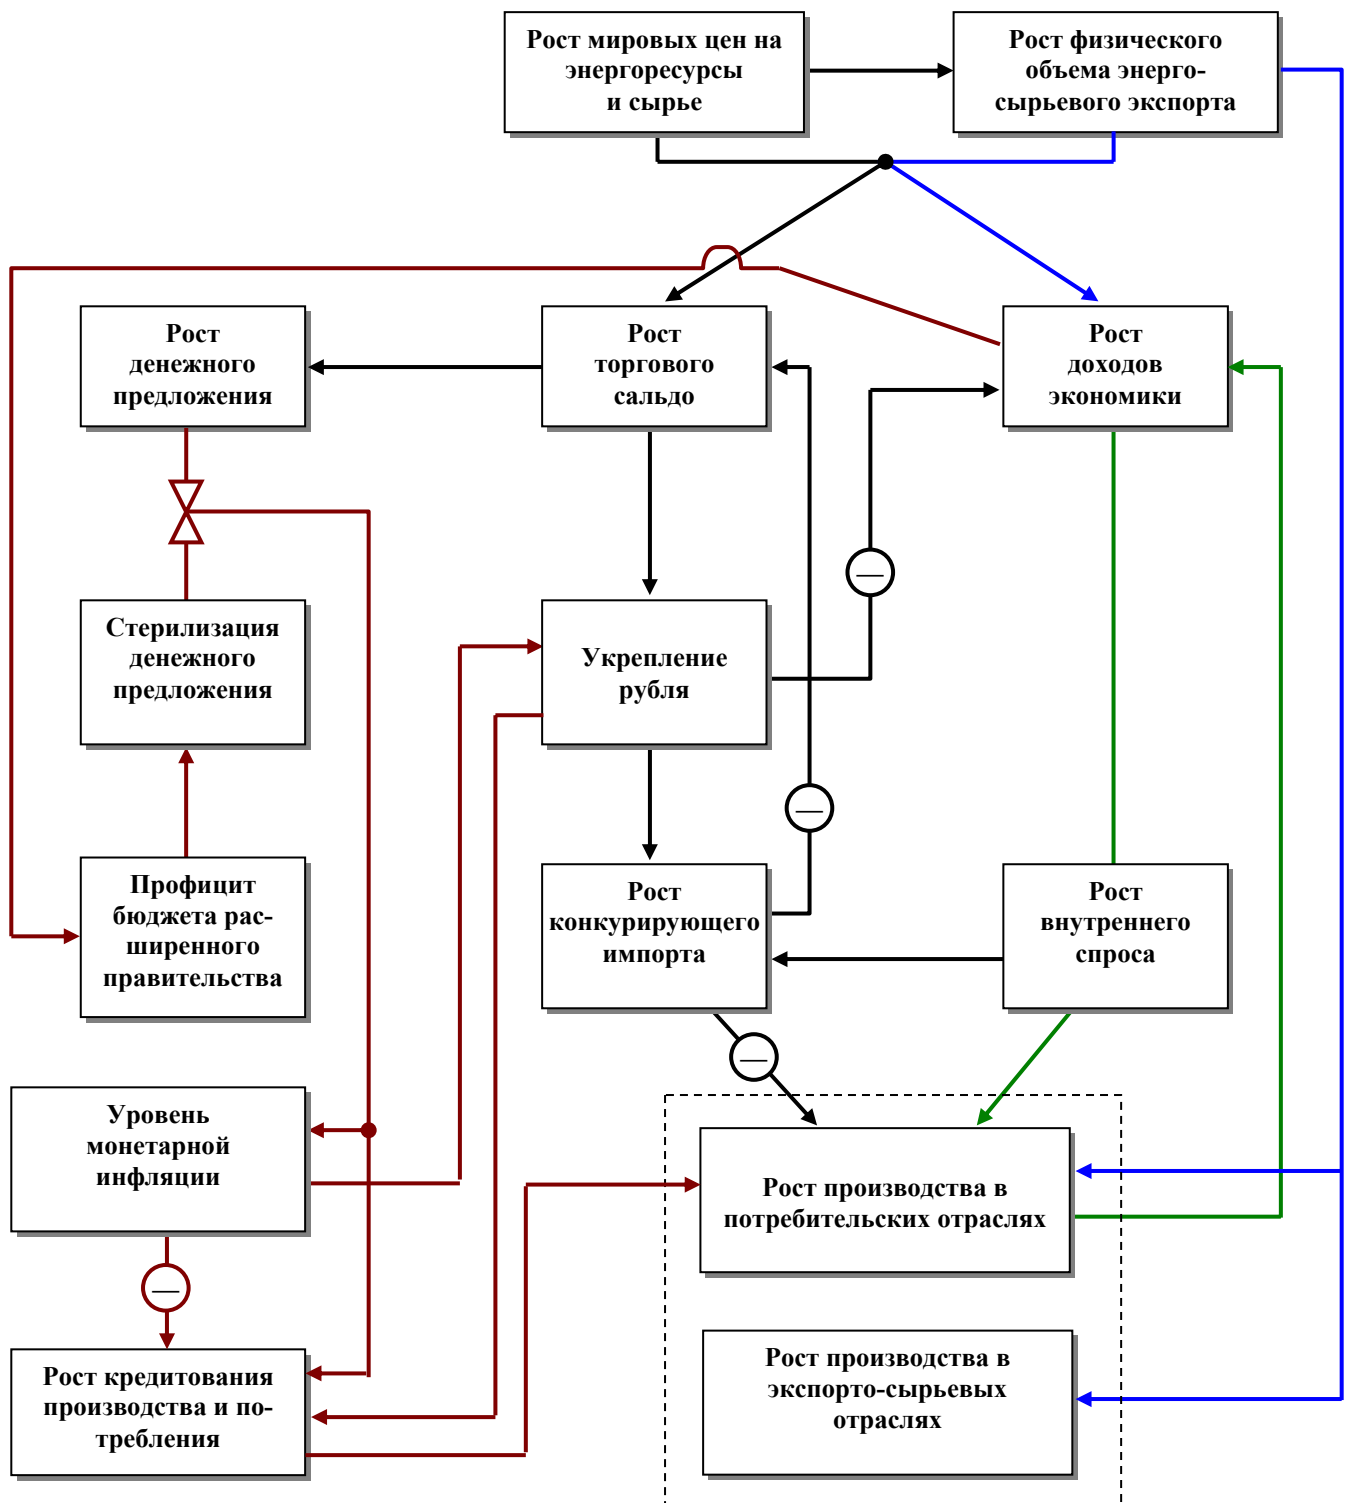 Рост мировых цен на
энергоресурсы
и сырье
Рост физического
объема энерго-
сырьевого экспорта
Рост
денежного
предложения
Рост
торгового
сальдо
Рост
доходов
экономики
Стерилизация
денежного
предложения
Укрепление
рубля
Профицит
бюджета рас-
ширенного
правительства
Рост
конкурирующего
импорта
Рост
внутреннего
спроса
Уровень
монетарной
инфляции
Рост производства в
потребительских отраслях
Рост кредитования
производства и по-
требления
Рост производства в
экспорто-сырьевых
отраслях